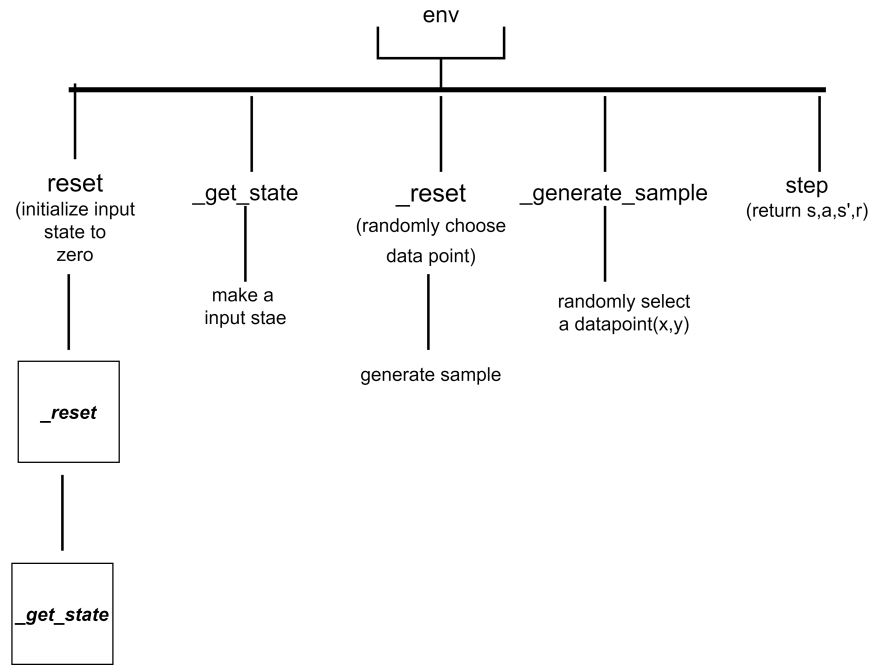 env
reset
(initialize input
state to
zero
_get_state
make a
input stae
_reset
(randomly choose
data point)
generate sample
_generate_sample
randomly select
a datapoint(x,y)
step
(return s,a,s',r)
_reset
_get_state